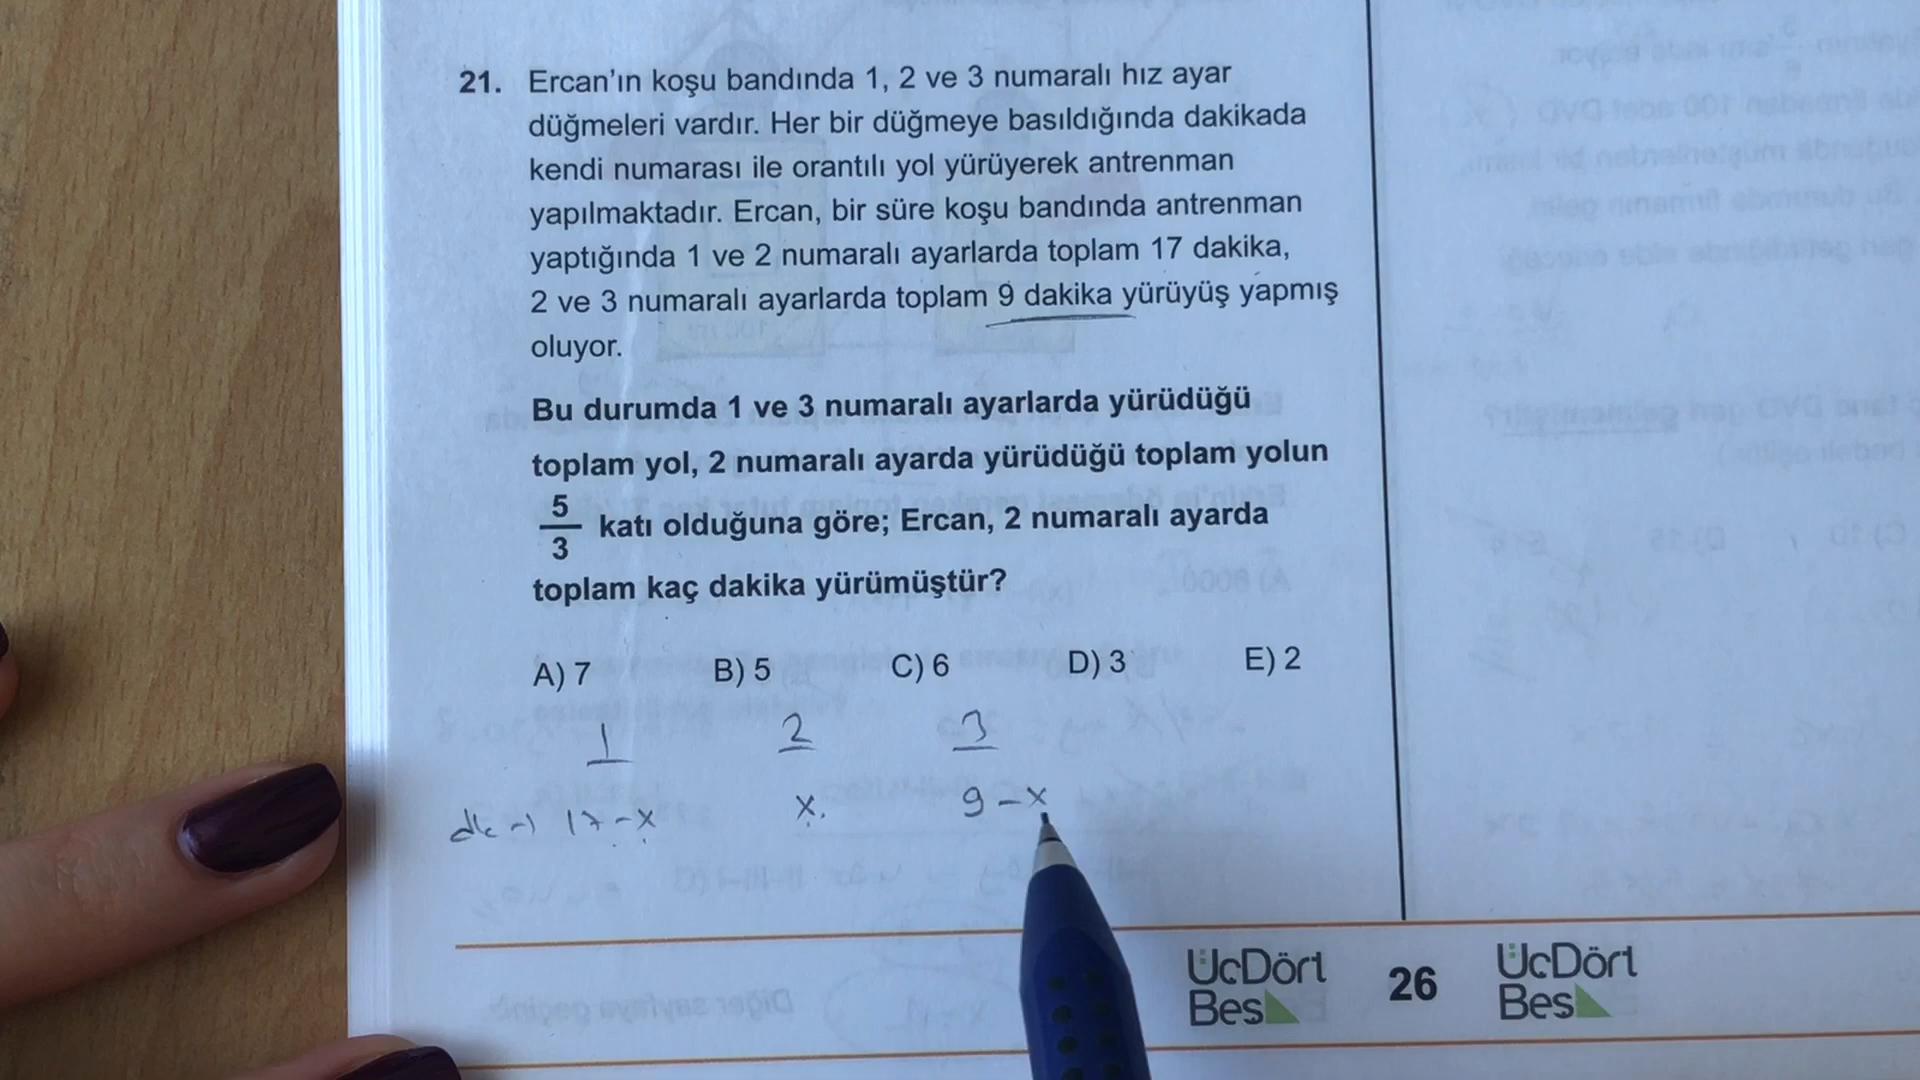 21. Ercan'ın koşu bandında 1, 2 ve 3 numaralı hız ayar
düğmeleri vardır. Her bir düğmeye basıldığında dakikada
kendi numarası ile orantılı yol yürüyerek antrenman
yapılmaktadır. Ercan, bir süre koşu bandında antrenman
yaptığında 1 ve 2 numaralı ayarlarda toplam 17 dakika,
2 ve 3 numaralı ayarlarda toplam 9 dakika yürüyüş yapmış
oluyor.
Bu durumda 1 ve 3 numaralı ayarlarda yürüdüğü
toplam yol, 2 numaralı ayarda yürüdüğü toplam yolun
5/3 katı olduğuna göre; Ercan, 2 numaralı ayarda
toplam kaç dakika yürümüştür?
A) 7 B) 5 C) 6 D) 3 E) 2
1 2 3
dk → 17-x x. 9-x
ÜçDört
Beş
26
ÜçDört
Beş